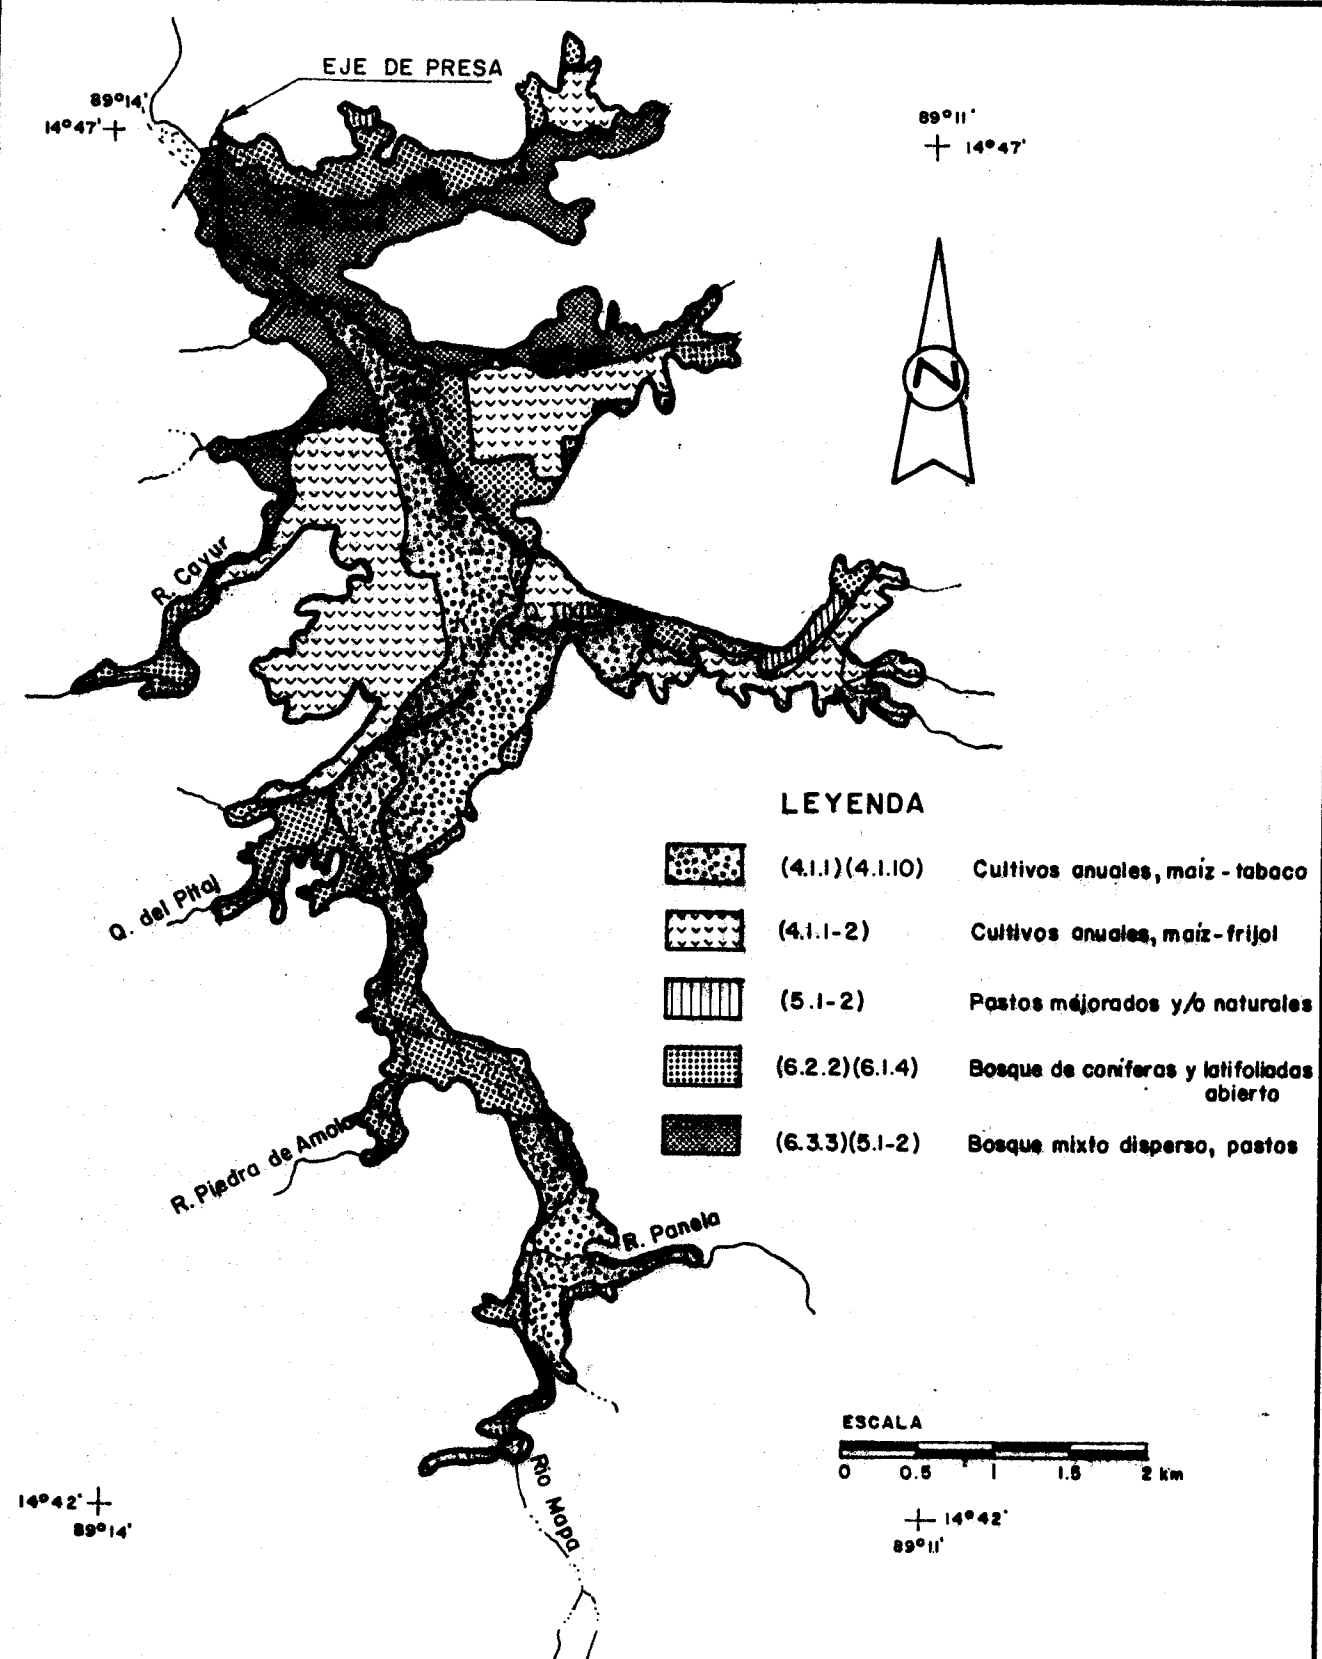 EJE DE PRESA
89°14'
14°47'
89°11'
14°47'
N
R. Cayur
Q.
LEYENDA
(4.1.1)(4.1.10) Cultivos anuales, maíz - tabaco
(4.1.1-2) Cultivos anuales, maíz-frijol
(5.1-2) Pastos mejorados y/o naturales
(6.2.2)(6.1.4) Bosque de coníferas y latifoliadas
abierto
(6.3.3)(5.1-2) Bosque mixto disperso, pastos
Q. del Pital
R. Piedra de Amolar
R. Panela
ESCALA
0 0.5 1 1.5 2 km
Rio Mapa
14°42'
89°14'
14°42'
89°11'